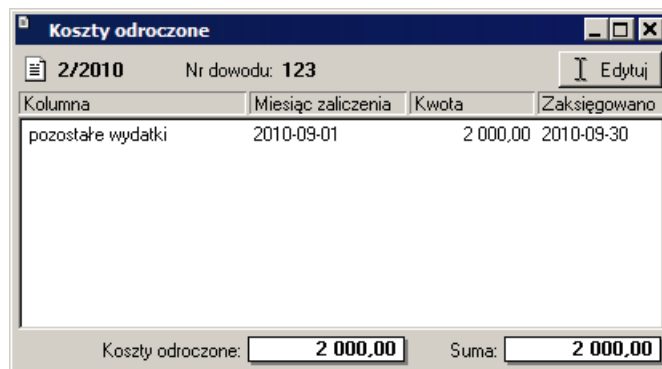 Koszty odroczone
2/2010 Nr dowodu: 123 Edytuj
Kolumna Miesiąc zaliczenia Kwota Zaksięgowano
pozostałe wydatki 2010-09-01 2 000,00 2010-09-30
Koszty odroczone: 2 000,00 Suma: 2 000,00